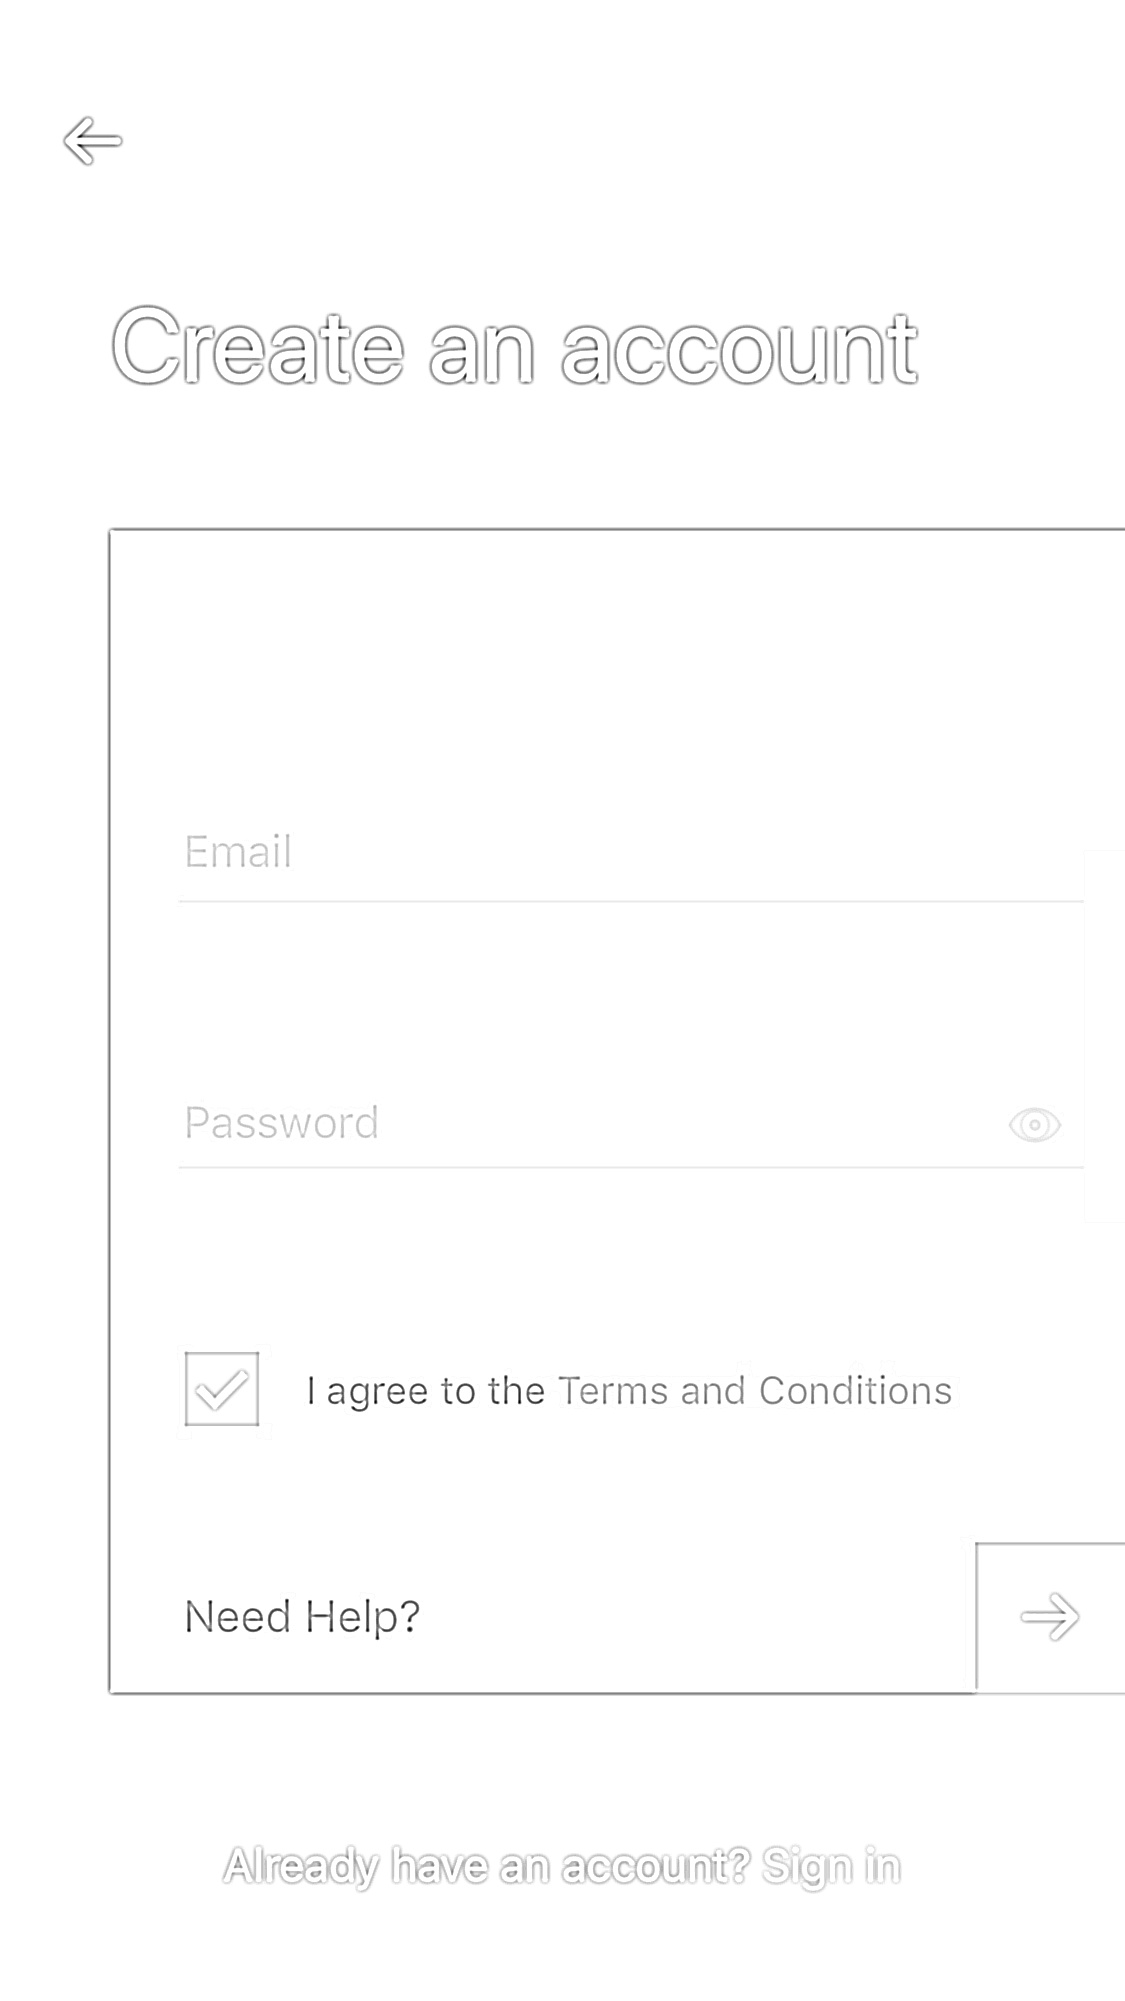 Create an account
Email
Password
I agree to the Terms and Conditions
Need Help?
Already have an account? Sign in